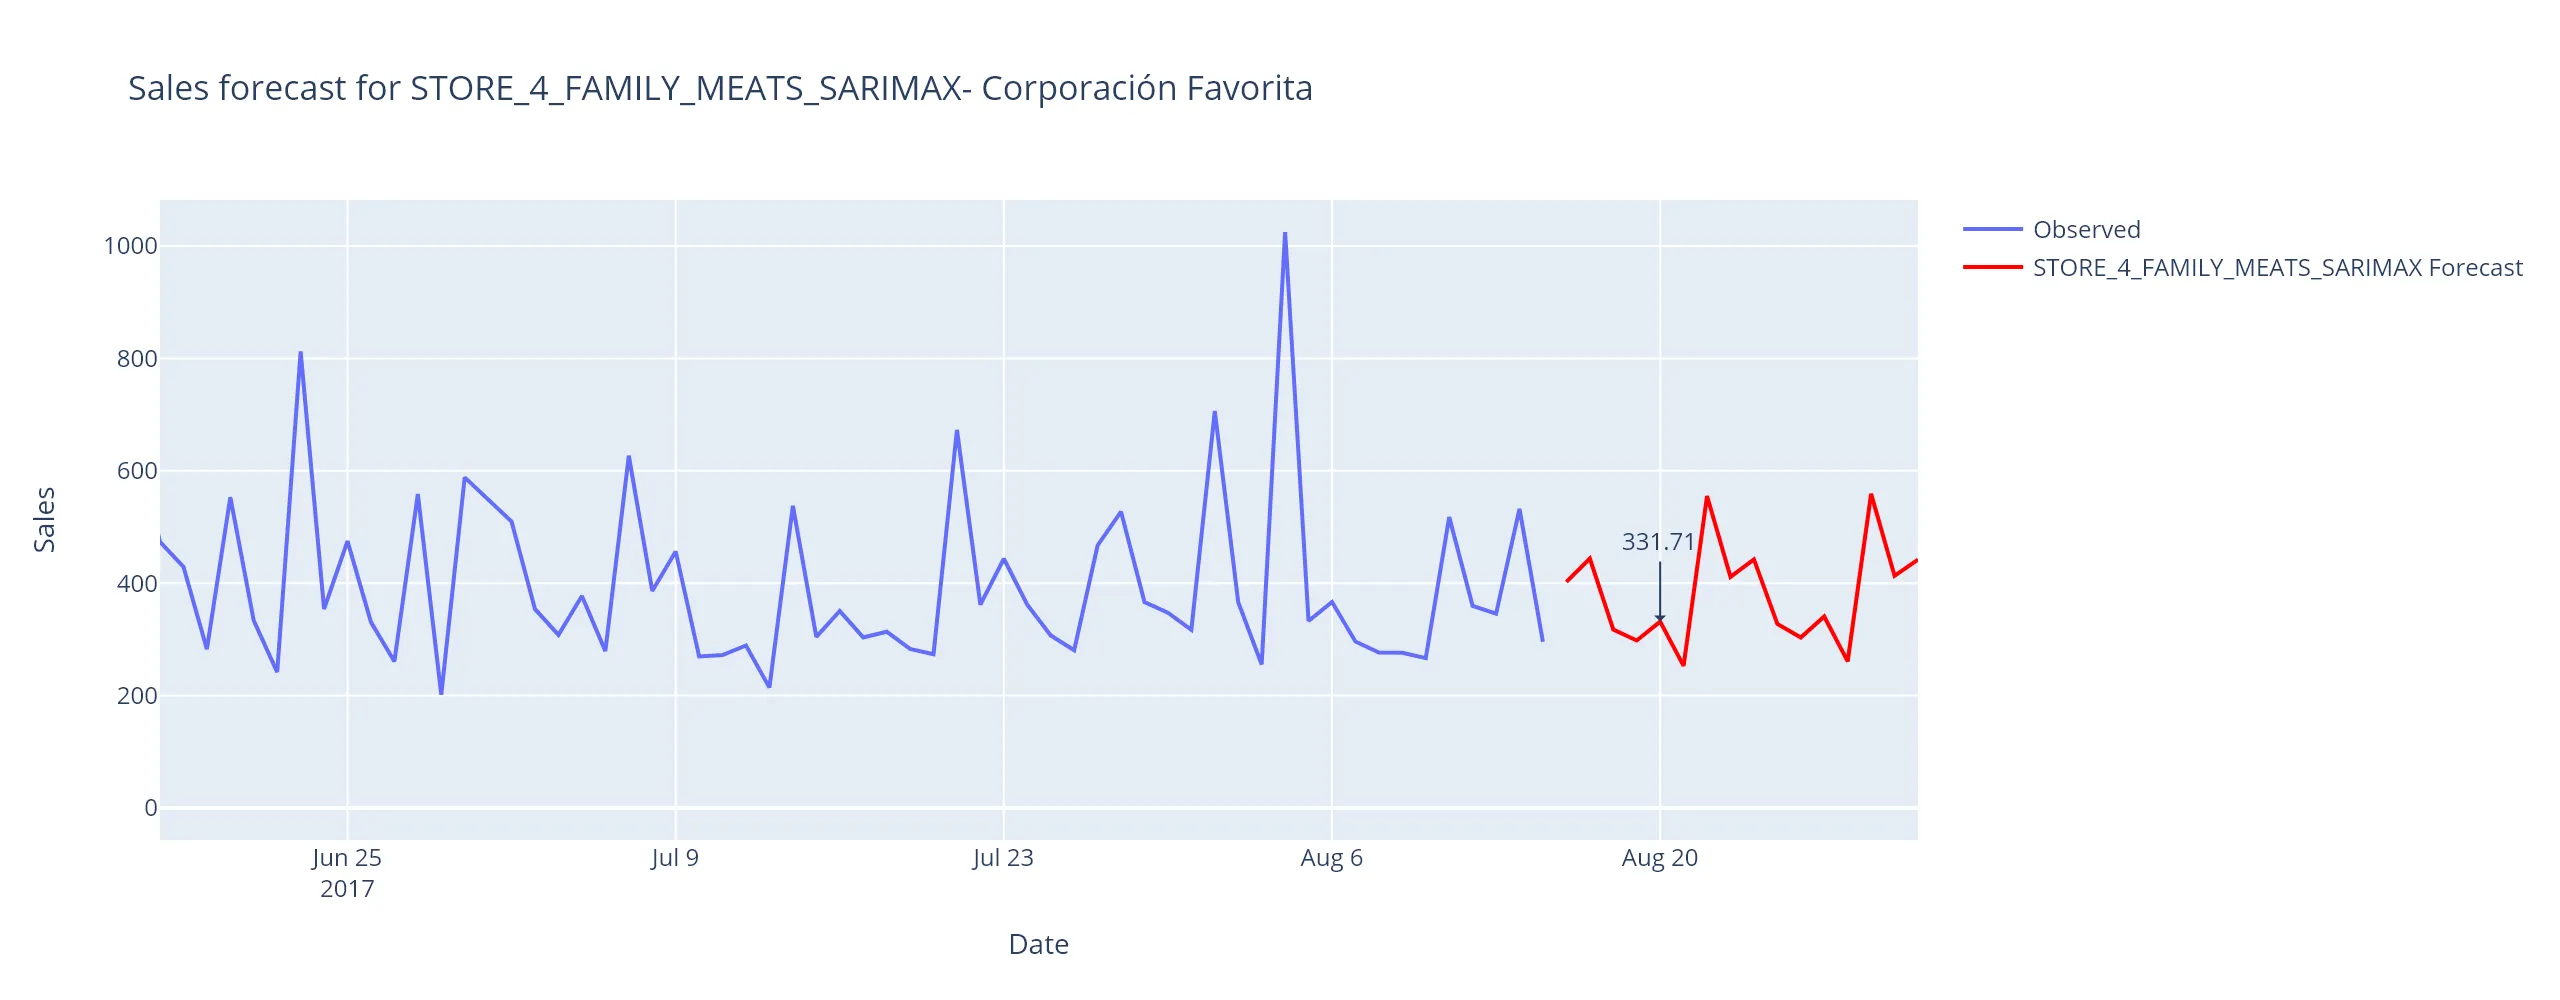 Sales forecast for STORE_4_FAMILY_MEATS_SARIMAX- Corporación Favorita
Observed
STORE_4_FAMILY_MEATS_SARIMAX Forecast
1000
800
600
400
200
0
Sales
331.71
Jun 25
2017
Jul 9
Jul 23
Aug 6
Aug 20
Date